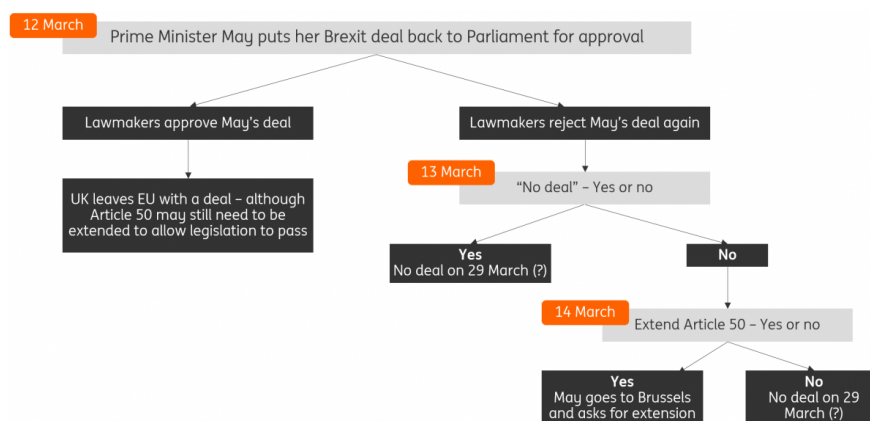 12 March
Prime Minister May puts her Brexit deal back to Parliament for approval
Lawmakers approve May's deal
Lawmakers reject May's deal again
13 March
"No deal" – Yes or no
UK leaves EU with a deal – although
Article 50 may still need to be
extended to allow legislation to pass
Yes
No deal on 29 March (?)
No
14 March
Extend Article 50 – Yes or no
Yes
May goes to Brussels
and asks for extension
No
No deal on 29
March (?)